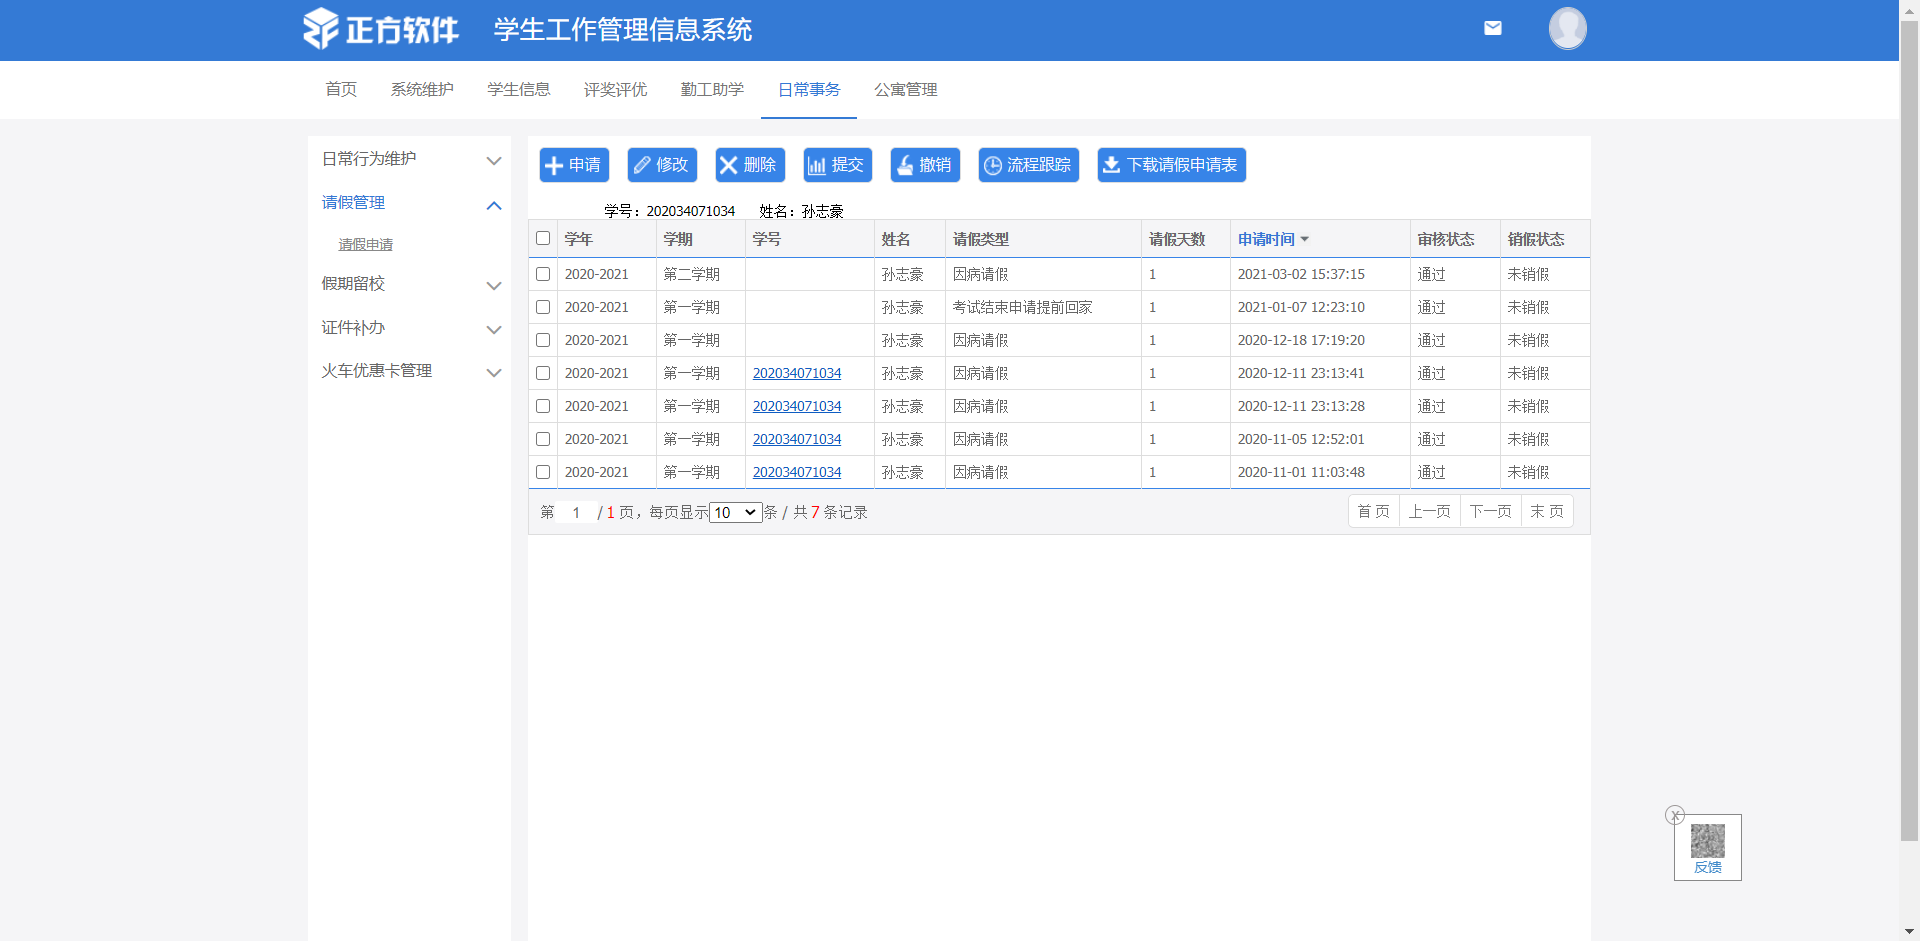 正方软件 学生工作管理信息系统
首页 系统维护 学生信息 评奖评优 勤工助学 日常事务 公寓管理
日常行为维护
请假管理
请假申请
假期留校
证件补办
火车优惠卡管理
申请 修改 删除 提交 撤销 流程跟踪 下载请假申请表
学号：202034071034 姓名：孙志豪
学年 学期 学号 姓名 请假类型 请假天数 申请时间 审核状态 销假状态
2020-2021 第二学期 孙志豪 因病请假 1 2021-03-02 15:37:15 通过 未销假
2020-2021 第一学期 孙志豪 考试结束申请提前回家 1 2021-01-07 12:23:10 通过 未销假
2020-2021 第一学期 孙志豪 因病请假 1 2020-12-18 17:19:20 通过 未销假
2020-2021 第一学期 202034071034 孙志豪 因病请假 1 2020-12-11 23:13:41 通过 未销假
2020-2021 第一学期 202034071034 孙志豪 因病请假 1 2020-12-11 23:13:28 通过 未销假
2020-2021 第一学期 202034071034 孙志豪 因病请假 1 2020-11-05 12:52:01 通过 未销假
2020-2021 第一学期 202034071034 孙志豪 因病请假 1 2020-11-01 11:03:48 通过 未销假
第 1 / 1 页，每页显示 10 条 / 共 7 条记录 首 页 上一页 下一页 末 页
X
反馈